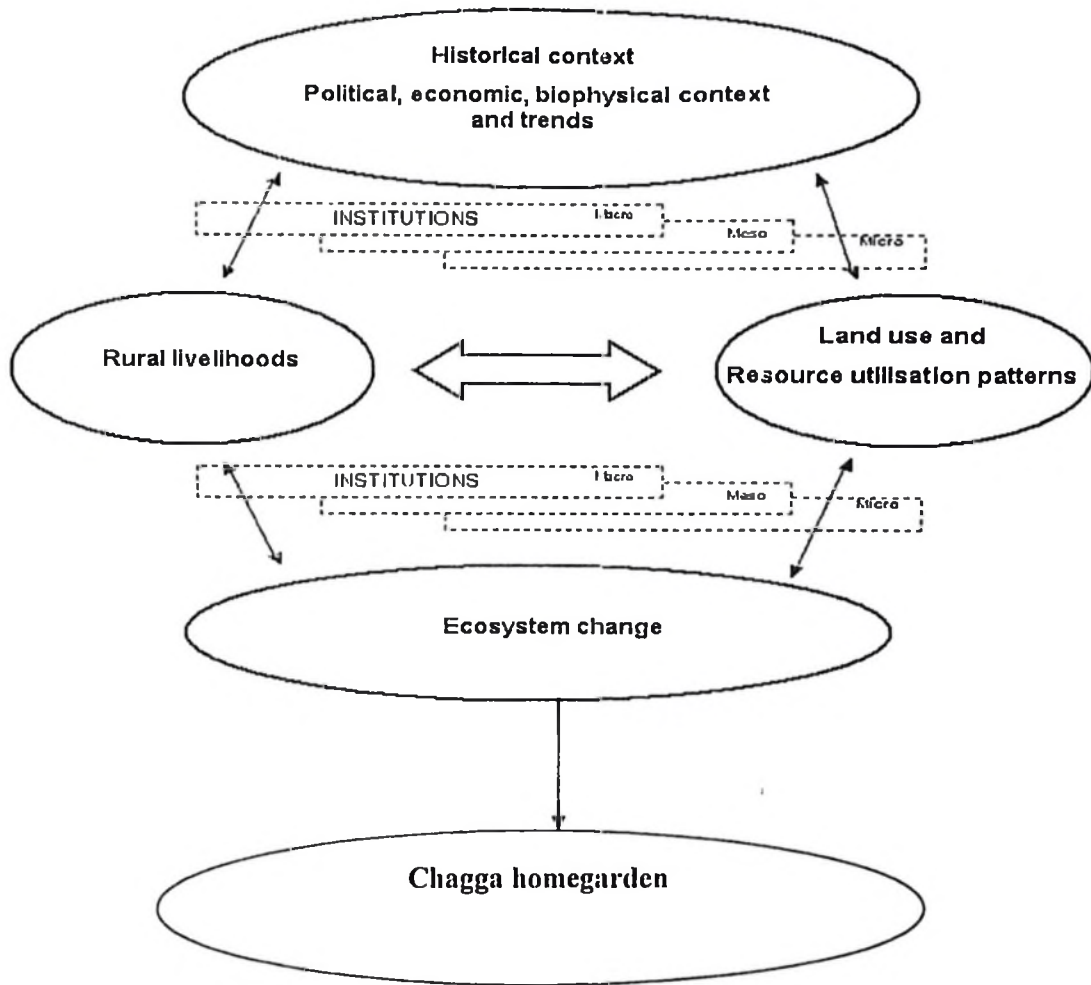 Historical context
Political, economic, biophysical context
and trends
INSTITUTIONS Macro
Meso
Micro
Rural livelihoods
Land use and
Resource utilisation patterns
INSTITUTIONS Macro
Meso
Micro
Ecosystem change
Chagga homegarden